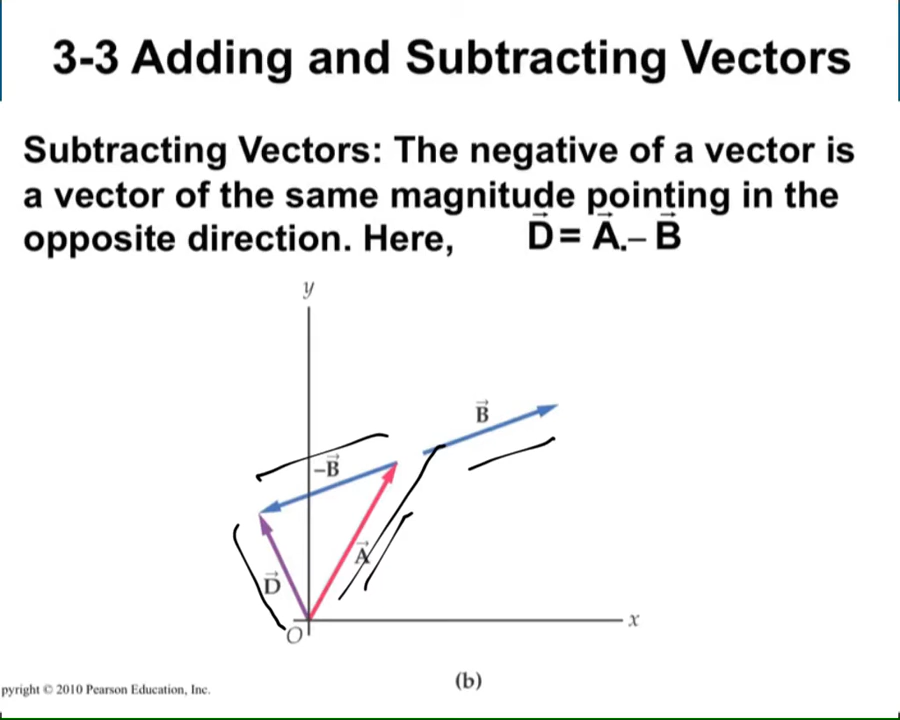 3-3 Adding and Subtracting Vectors
Subtracting Vectors: The negative of a vector is
a vector of the same magnitude pointing in the
opposite direction. Here, D⃗ = A⃗.– B⃗
y
B⃗
–B⃗
A⃗
D⃗
O
x
(b)
pyright © 2010 Pearson Education, Inc.